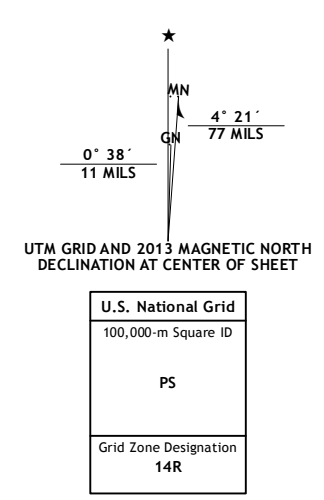 ★
MN
GN
4° 21´
77 MILS
0° 38´
11 MILS
UTM GRID AND 2013 MAGNETIC NORTH
DECLINATION AT CENTER OF SHEET
U.S. National Grid
100,000-m Square ID
PS
Grid Zone Designation
14R